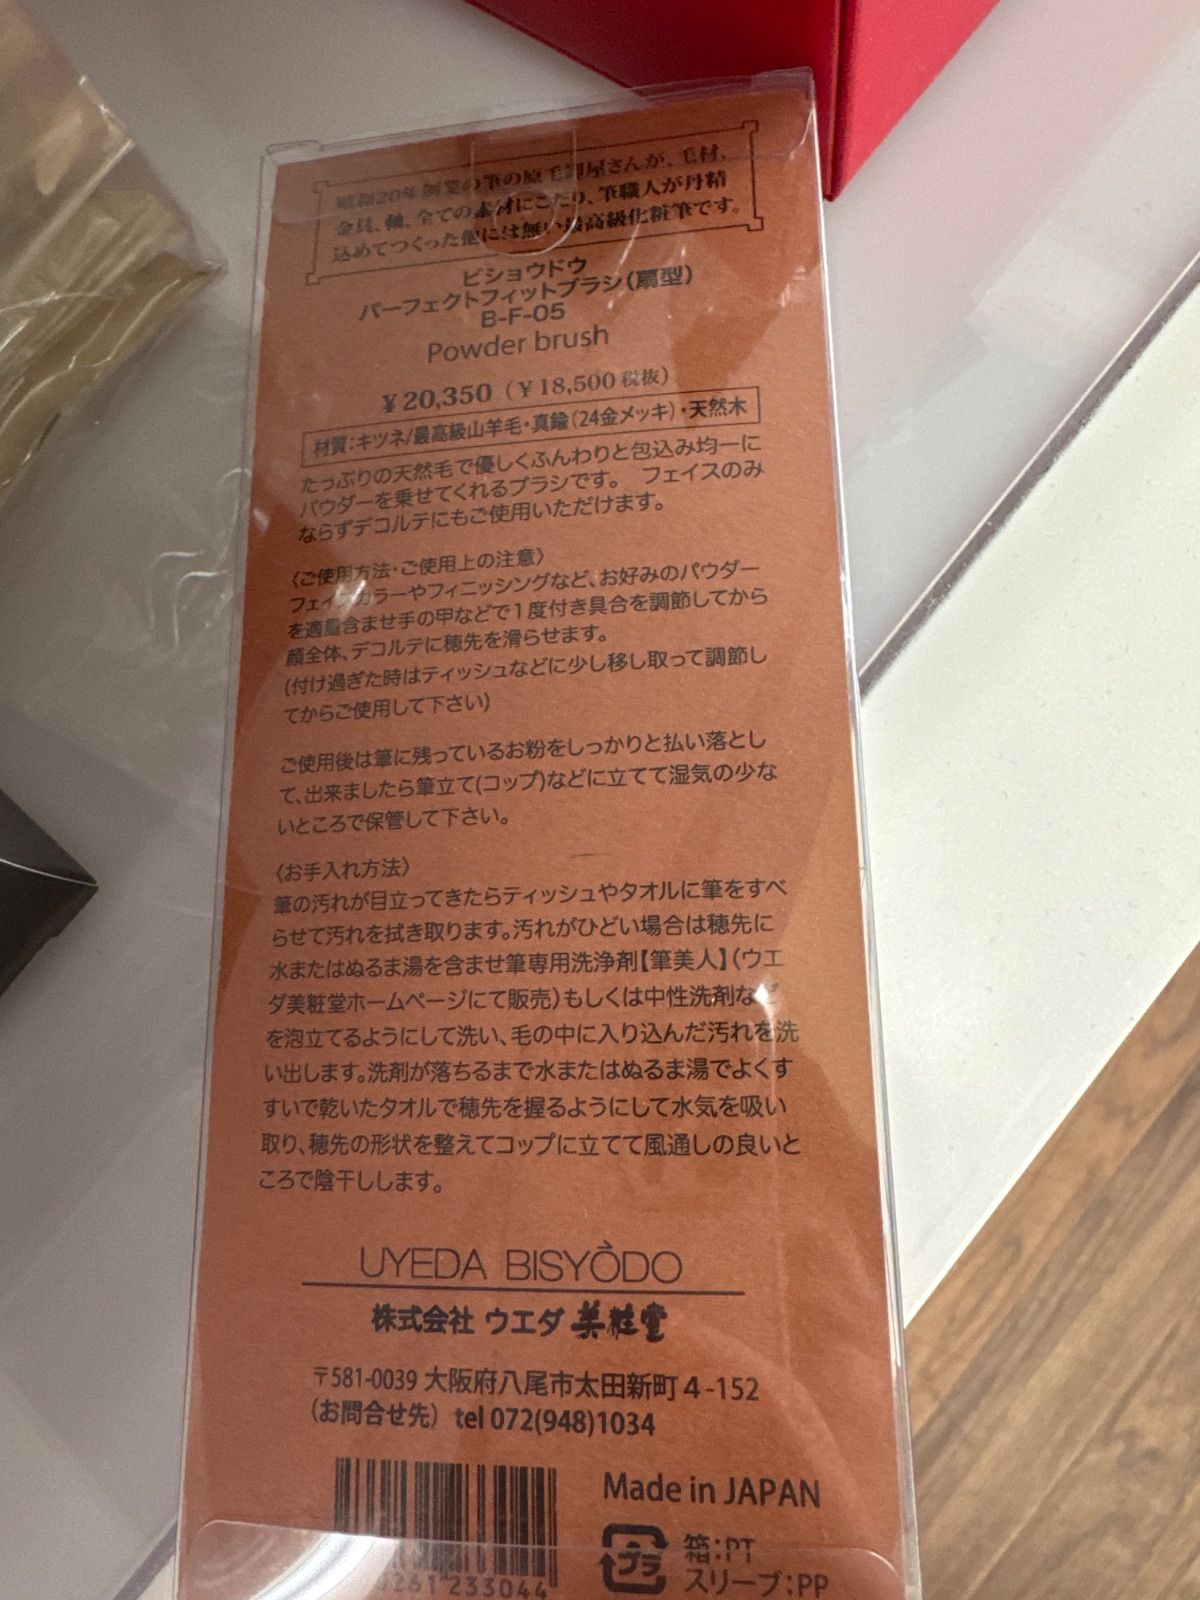 昭和20年創業の筆の原毛卸屋さんが、毛材、
金具、軸、全ての素材にこだり、筆職人が丹精
込めてつくった他には無い最高級化粧筆です。
ビショウドウ
パーフェクトフィットブラシ(扇型)
B-F-05
Powder brush
¥20,350(¥18,500税抜)
材質:キツネ/最高級山羊毛・真鍮(24金メッキ)・天然木
たっぷりの天然毛で優しくふんわりと包込み均一に
パウダーを乗せてくれるブラシです。 フェイスのみ
ならずデコルテにもご使用いただけます。
〈ご使用方法・ご使用上の注意〉
フェイスカラーやフィニッシングなど、お好みのパウダー
を適量含ませ手の甲などで1度付き具合を調節してから
顔全体、デコルテに穂先を滑らせます。
(付け過ぎた時はティッシュなどに少し移し取って調節し
てからご使用して下さい)
ご使用後は筆に残っているお粉をしっかりと払い落とし
て、出来ましたら筆立て(コップ)などに立てて湿気の少な
いところで保管して下さい。
〈お手入れ方法〉
筆の汚れが目立ってきたらティッシュやタオルに筆をすべ
らせて汚れを拭き取ります。汚れがひどい場合は穂先に
水またはぬるま湯を含ませ筆専用洗浄剤【筆美人】(ウエ
ダ美粧堂ホームページにて販売)もしくは中性洗剤など
を泡立てるようにして洗い、毛の中に入り込んだ汚れを洗
い出します。洗剤が落ちるまで水またはぬるま湯でよくす
すいで乾いたタオルで穂先を握るようにして水気を吸い
取り、穂先の形状を整えてコップに立てて風通しの良いと
ころで陰干しします。
UYEDA BISYODO
株式会社 ウエダ美粧堂
〒581-0039 大阪府八尾市太田新町4-152
(お問合せ先) tel 072(948)1034
Made in JAPAN
プラ
箱:PT
スリーブ:PP
261233044